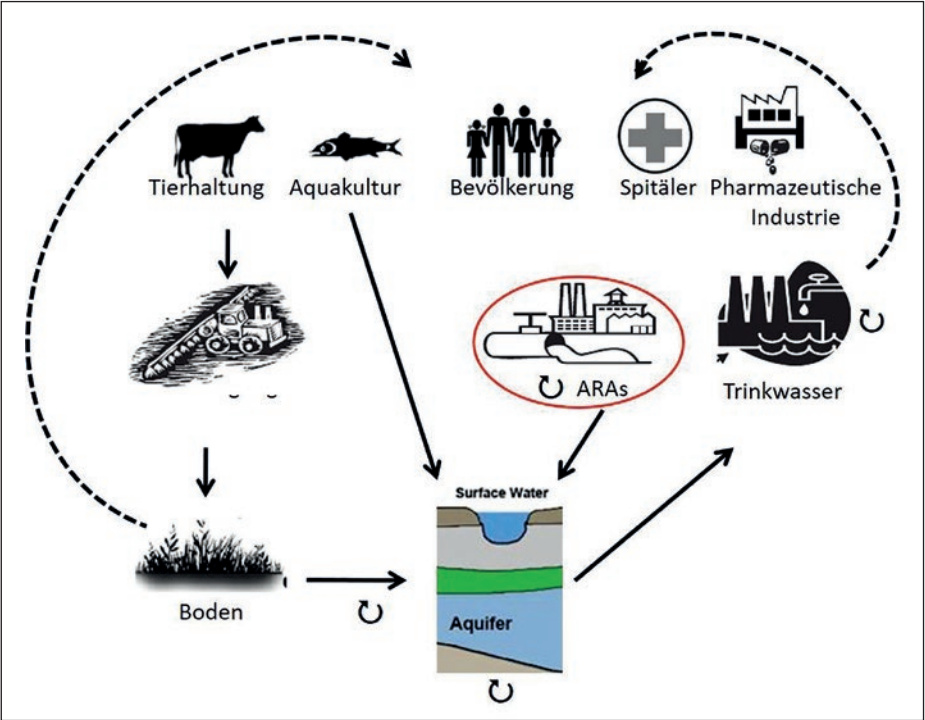 Tierhaltung
Aquakultur
Bevölkerung
Spitäler
Pharmazeutische
Industrie
ARAs
Trinkwasser
Surface Water
Aquifer
Boden